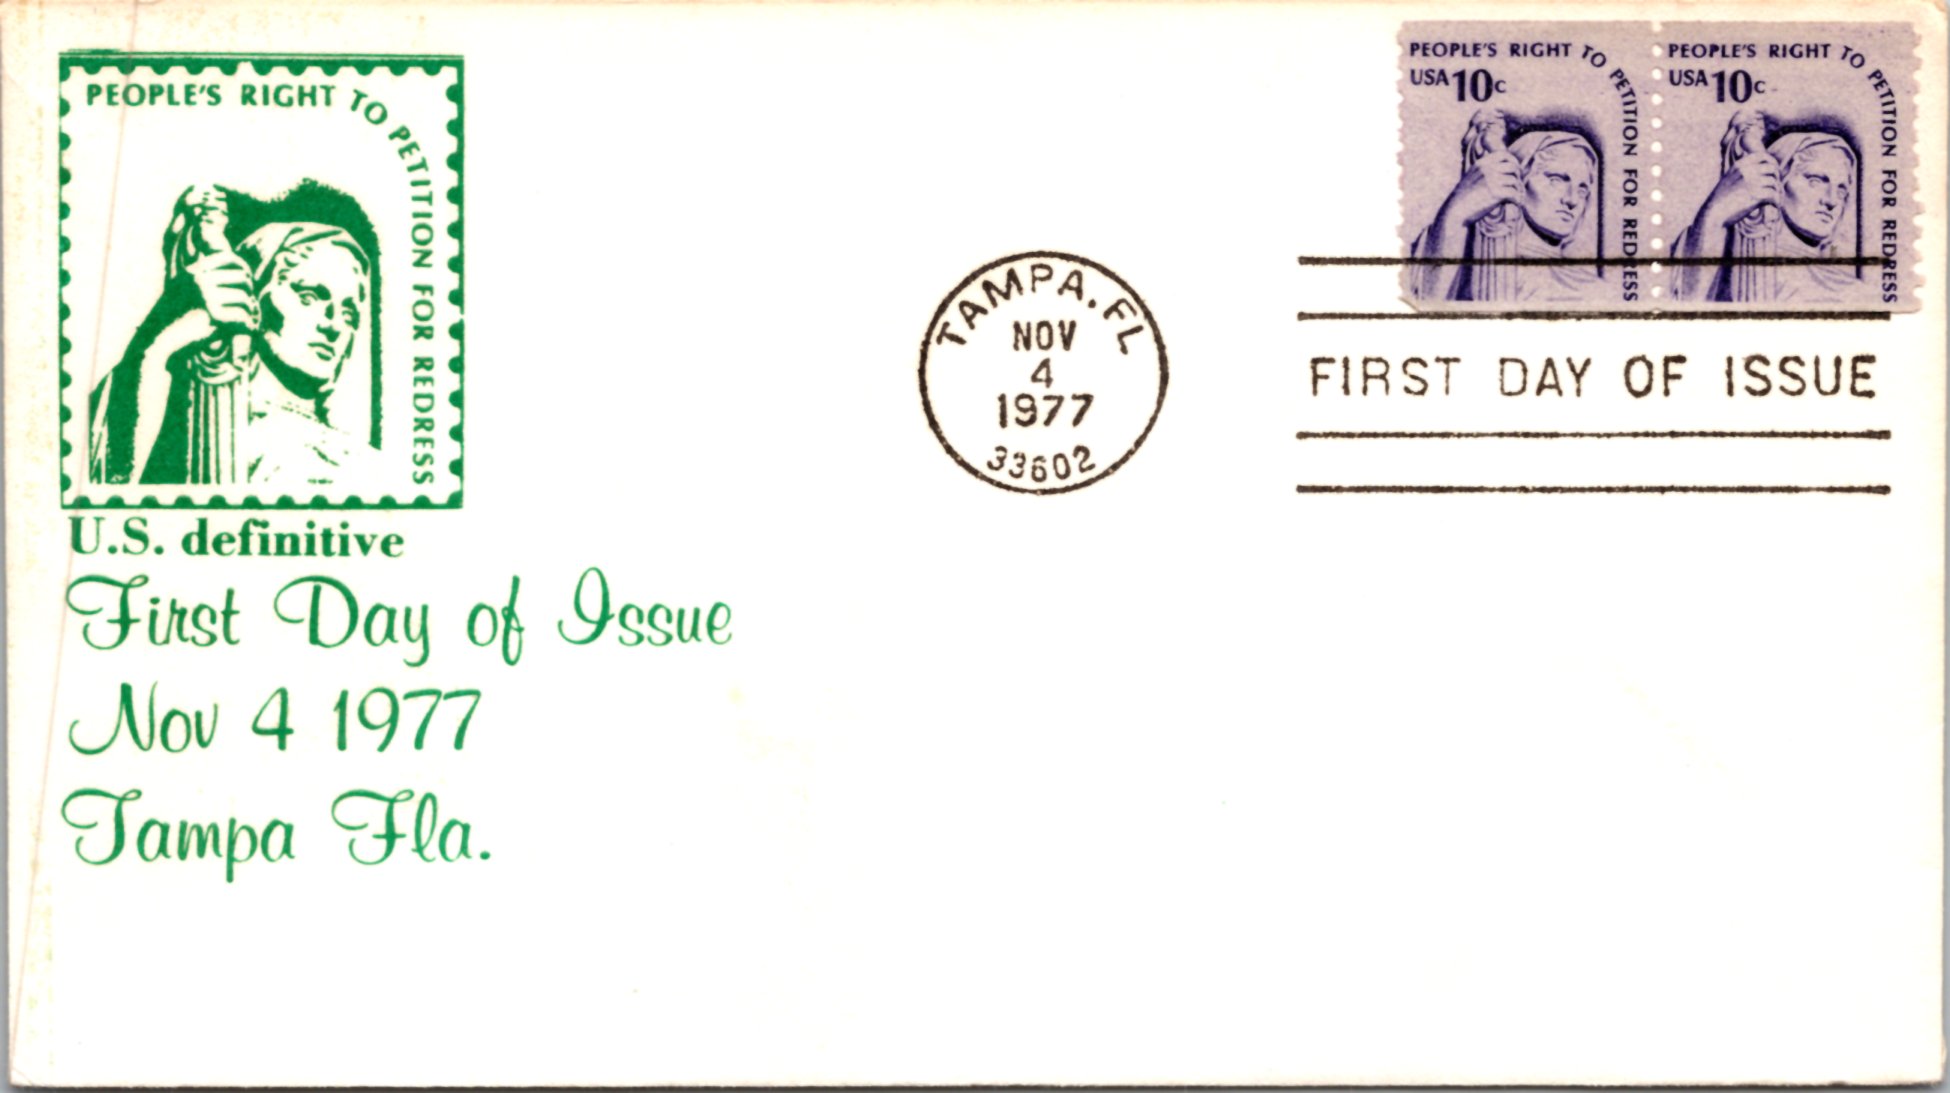 PEOPLE'S RIGHT TO PETITION FOR REDRESS
U.S. definitive
First Day of Issue
Nov 4 1977
Tampa Fla.
TAMPA, FL
NOV
4
1977
33602
PEOPLE'S RIGHT TO PETITION FOR REDRESS
USA 10c
PEOPLE'S RIGHT TO PETITION FOR REDRESS
USA 10c
FIRST DAY OF ISSUE